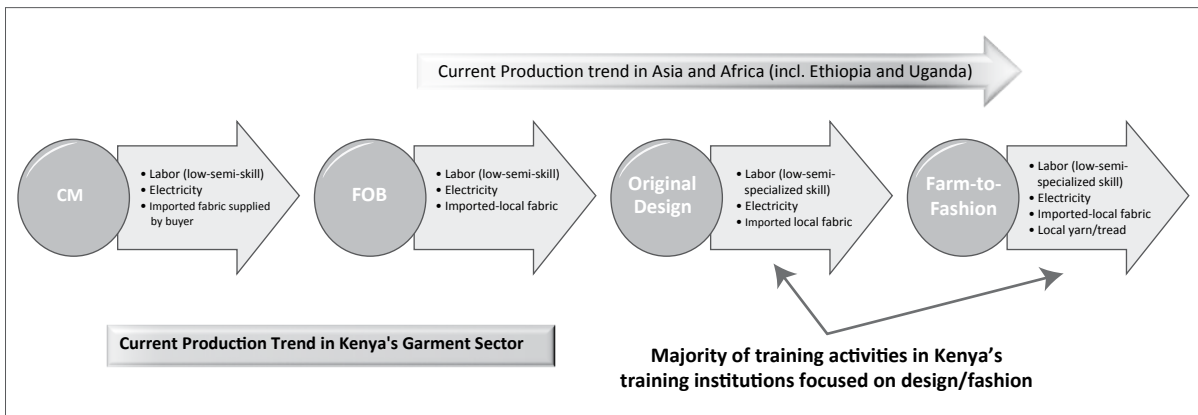 Current Production trend in Asia and Africa (incl. Ethiopia and Uganda)
CM
• Labor (low-semi-skill)
• Electricity
• Imported fabric supplied
by buyer
FOB
• Labor (low-semi-skill)
• Electricity
• Imported-local fabric
Original
Design
• Labor (low-semi-
specialized skill)
• Electricity
• Imported local fabric
Farm-to-
Fashion
• Labor (low-semi-
specialized skill)
• Electricity
• Imported-local fabric
• Local yarn/tread
Current Production Trend in Kenya's Garment Sector
Majority of training activities in Kenya’s
training institutions focused on design/fashion